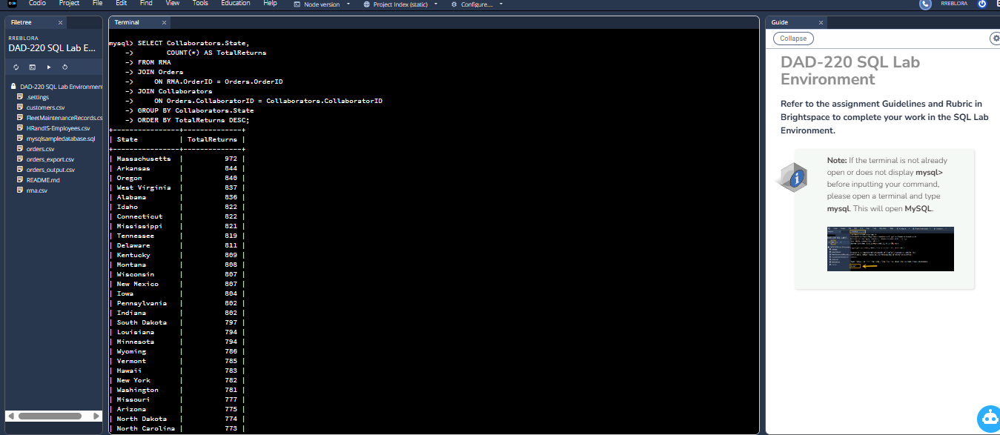 Codio Project File Edit Find View Tools Education Help Node version Project Index (static) Configure.... RREBLORA
Filetree
RREBLORA
DAD-220 SQL Lab E...
DAD-220 SQL Lab Environment
.settings
customers.csv
FleetMaintenanceRecords.cs
HRandIS-Employees.csv
mysqlsampledatabase.sql
orders.csv
orders_export.csv
orders_output.csv
README.md
rma.csv
Terminal
mysql> SELECT Collaborators.State,
-> COUNT(*) AS TotalReturns
-> FROM RMA
-> JOIN Orders
-> ON RMA.OrderID = Orders.OrderID
-> JOIN Collaborators
-> ON Orders.CollaboratorID = Collaborators.CollaboratorID
-> GROUP BY Collaborators.State
-> ORDER BY TotalReturns DESC;
+----------------+--------------+
| State | TotalReturns |
+----------------+--------------+
| Massachusetts | 972 |
| Arkansas | 844 |
| Oregon | 840 |
| West Virginia | 837 |
| Alabama | 836 |
| Idaho | 822 |
| Connecticut | 822 |
| Mississippi | 821 |
| Tennessee | 819 |
| Delaware | 811 |
| Kentucky | 809 |
| Montana | 808 |
| Wisconsin | 807 |
| New Mexico | 807 |
| Iowa | 804 |
| Pennsylvania | 802 |
| Indiana | 802 |
| South Dakota | 797 |
| Louisiana | 794 |
| Minnesota | 794 |
| Wyoming | 786 |
| Vermont | 785 |
| Hawaii | 783 |
| New York | 782 |
| Washington | 781 |
| Missouri | 777 |
| Arizona | 775 |
| North Dakota | 774 |
| North Carolina | 773 |
Guide
Collapse
DAD-220 SQL Lab
Environment
Refer to the assignment Guidelines and Rubric in
Brightspace to complete your work in the SQL Lab
Environment.
Note: If the terminal is not already
open or does not display mysql>
before inputting your command,
please open a terminal and type
mysql. This will open MySQL.